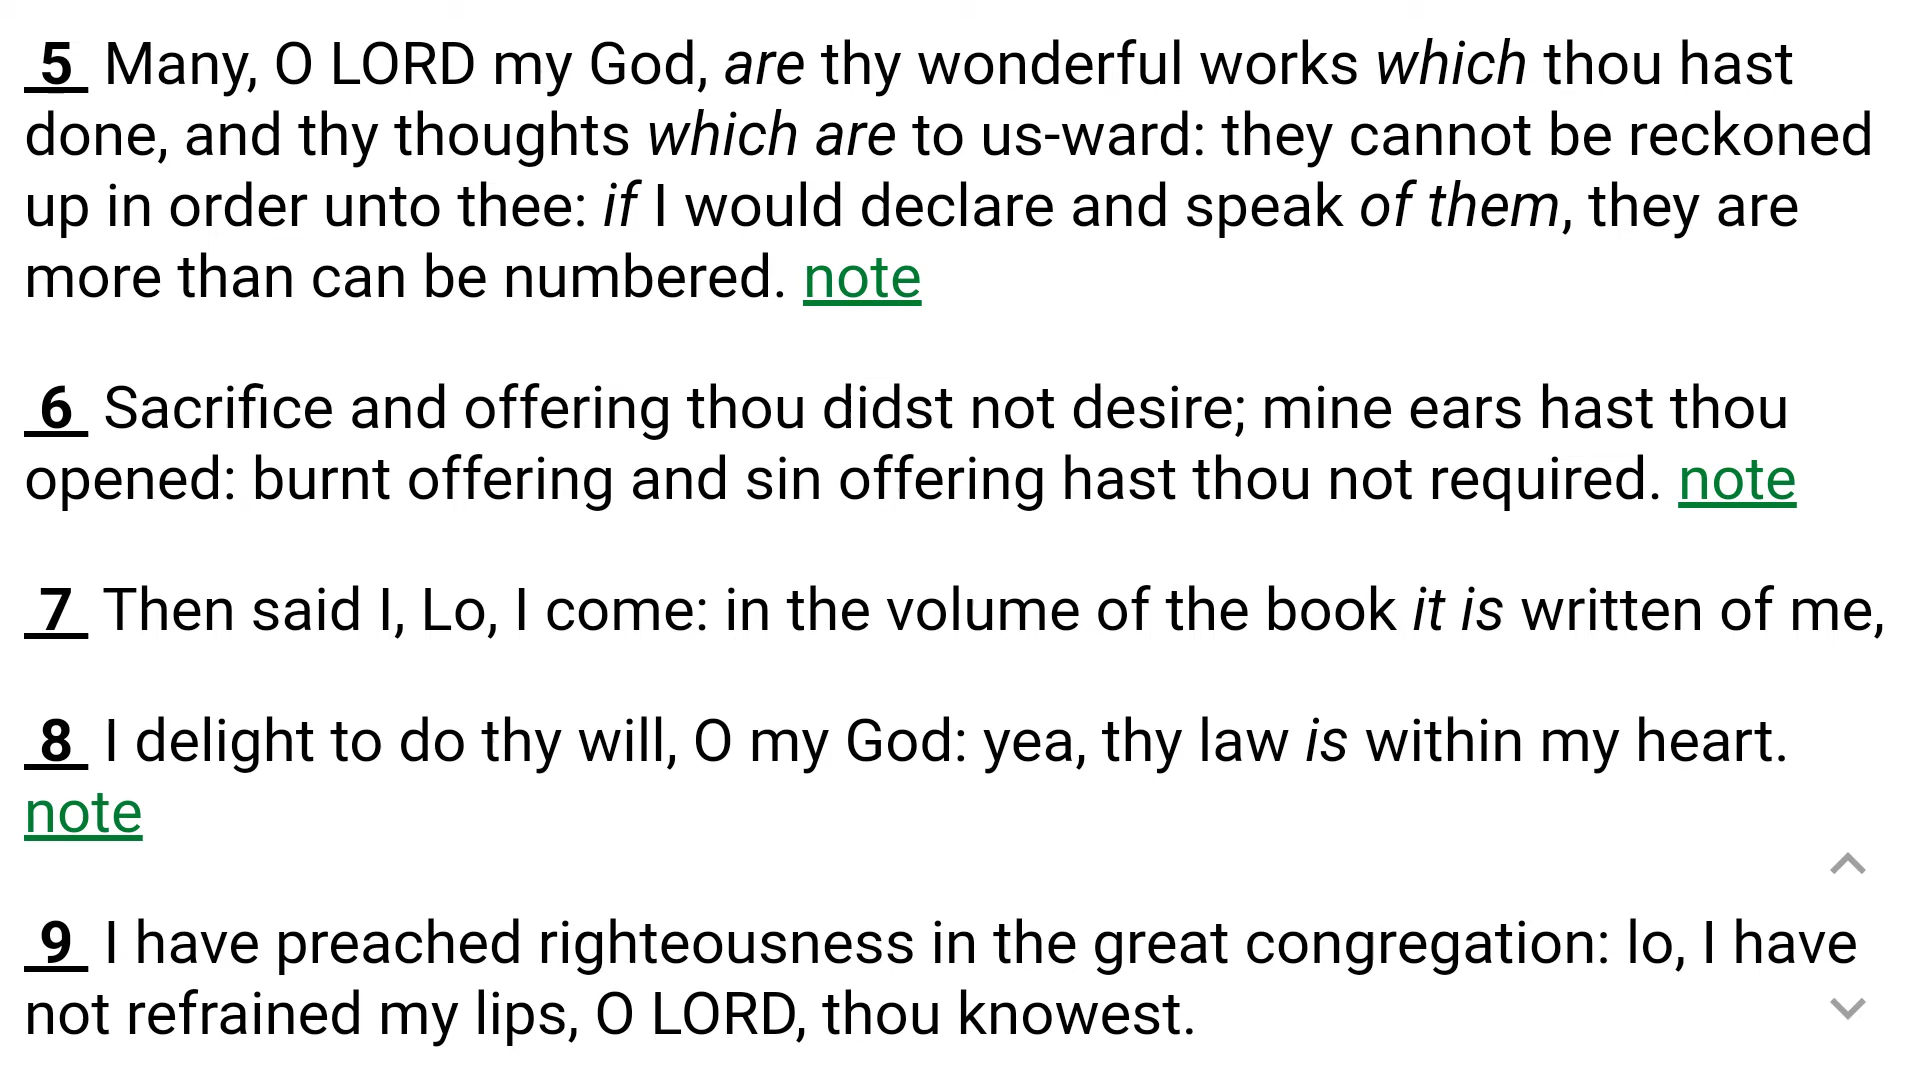 5 Many, O LORD my God, are thy wonderful works which thou hast
done, and thy thoughts which are to us-ward: they cannot be reckoned
up in order unto thee: if I would declare and speak of them, they are
more than can be numbered. note
6 Sacrifice and offering thou didst not desire; mine ears hast thou
opened: burnt offering and sin offering hast thou not required. note
7 Then said I, Lo, I come: in the volume of the book it is written of me,
8 I delight to do thy will, O my God: yea, thy law is within my heart.
note
9 I have preached righteousness in the great congregation: lo, I have
not refrained my lips, O LORD, thou knowest.